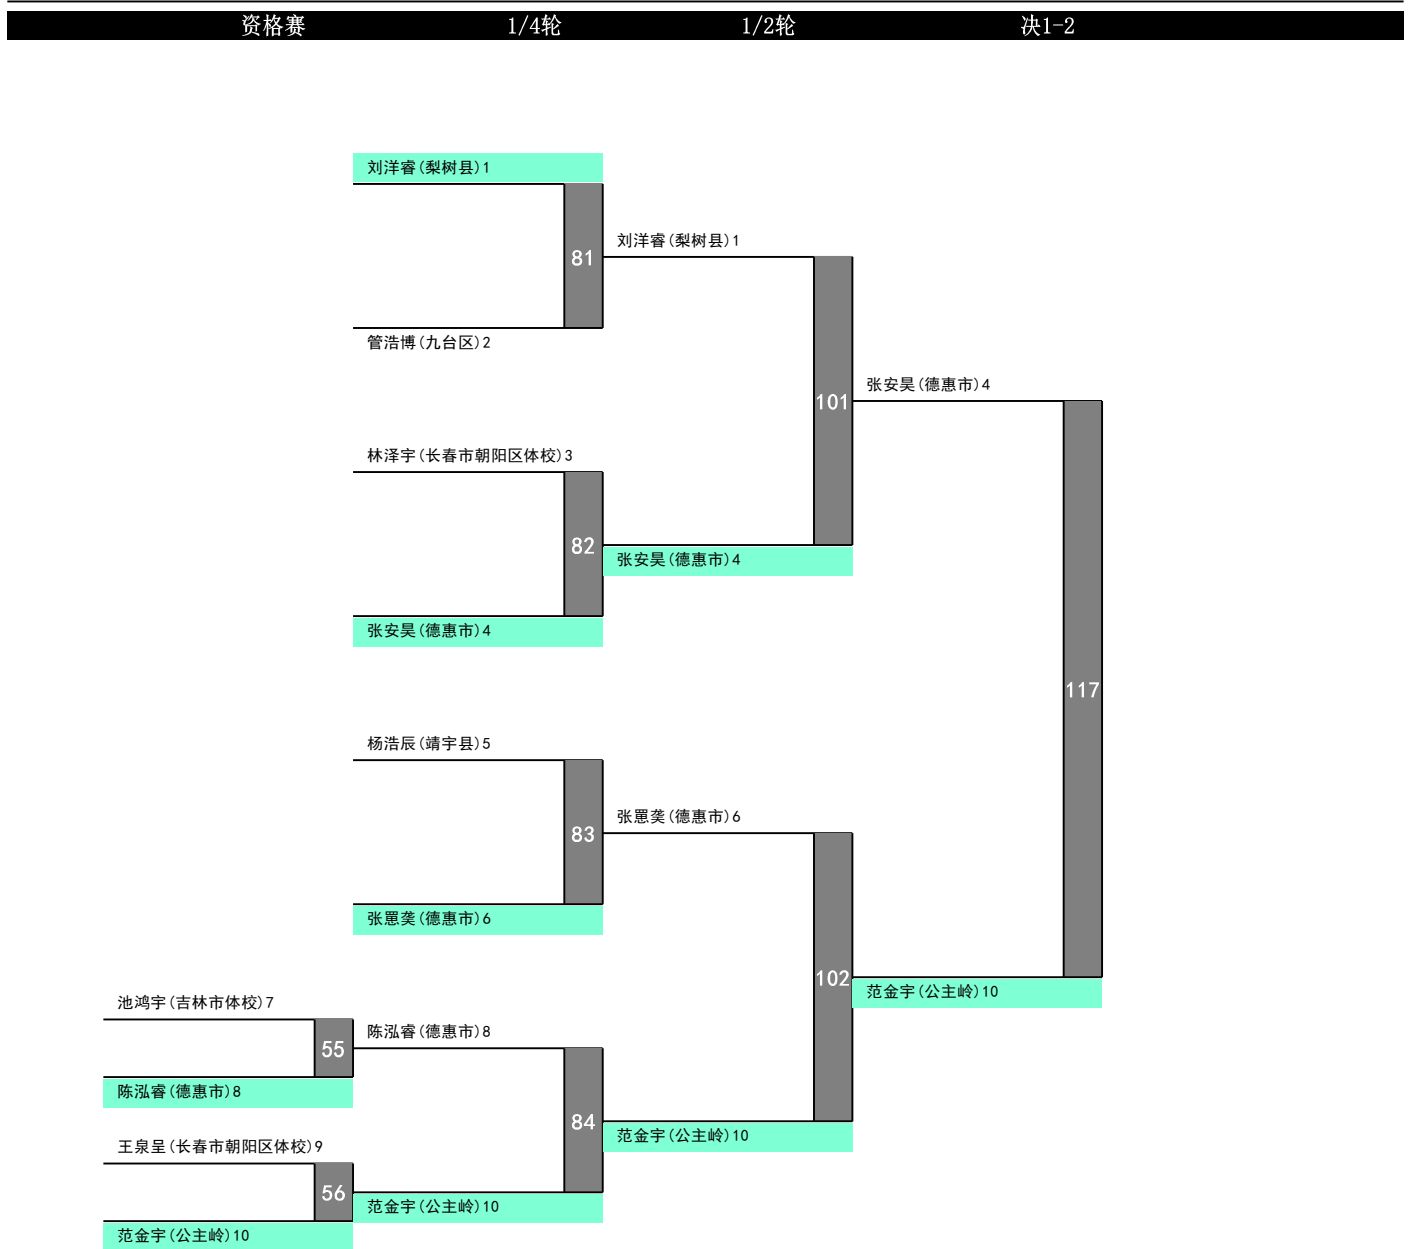 资格赛 1/4轮 1/2轮 决1-2
刘洋睿(梨树县)1
刘洋睿(梨树县)1
81
管浩博(九台区)2
张安昊(德惠市)4
101
林泽宇(长春市朝阳区体校)3
82
张安昊(德惠市)4
张安昊(德惠市)4
117
杨浩辰(靖宇县)5
张罳䶮(德惠市)6
83
张罳䶮(德惠市)6
102
范金宇(公主岭)10
池鸿宇(吉林市体校)7
陈泓睿(德惠市)8
55
陈泓睿(德惠市)8
84
范金宇(公主岭)10
王泉呈(长春市朝阳区体校)9
56
范金宇(公主岭)10
范金宇(公主岭)10